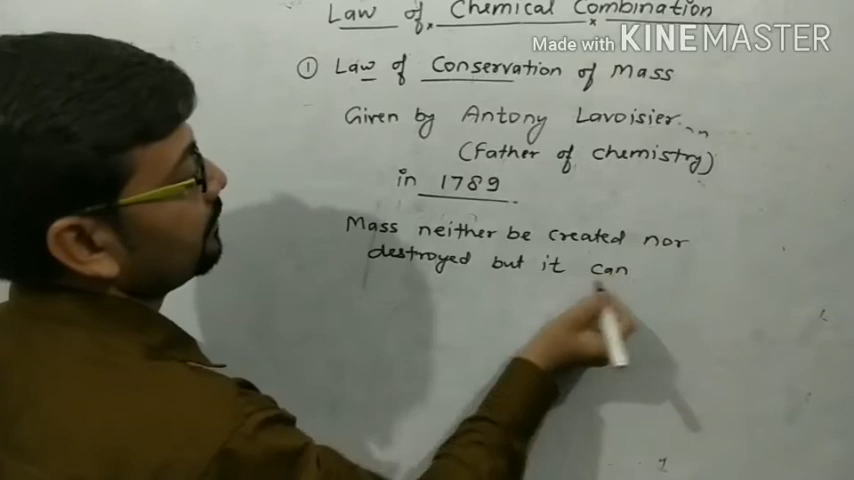 Law of Chemical Combination
Made with KINEMASTER
① Law of Conservation of Mass
Given by Antony Lavoisier
(Father of chemistry)
in 1789
Mass neither be created nor
destroyed but it can